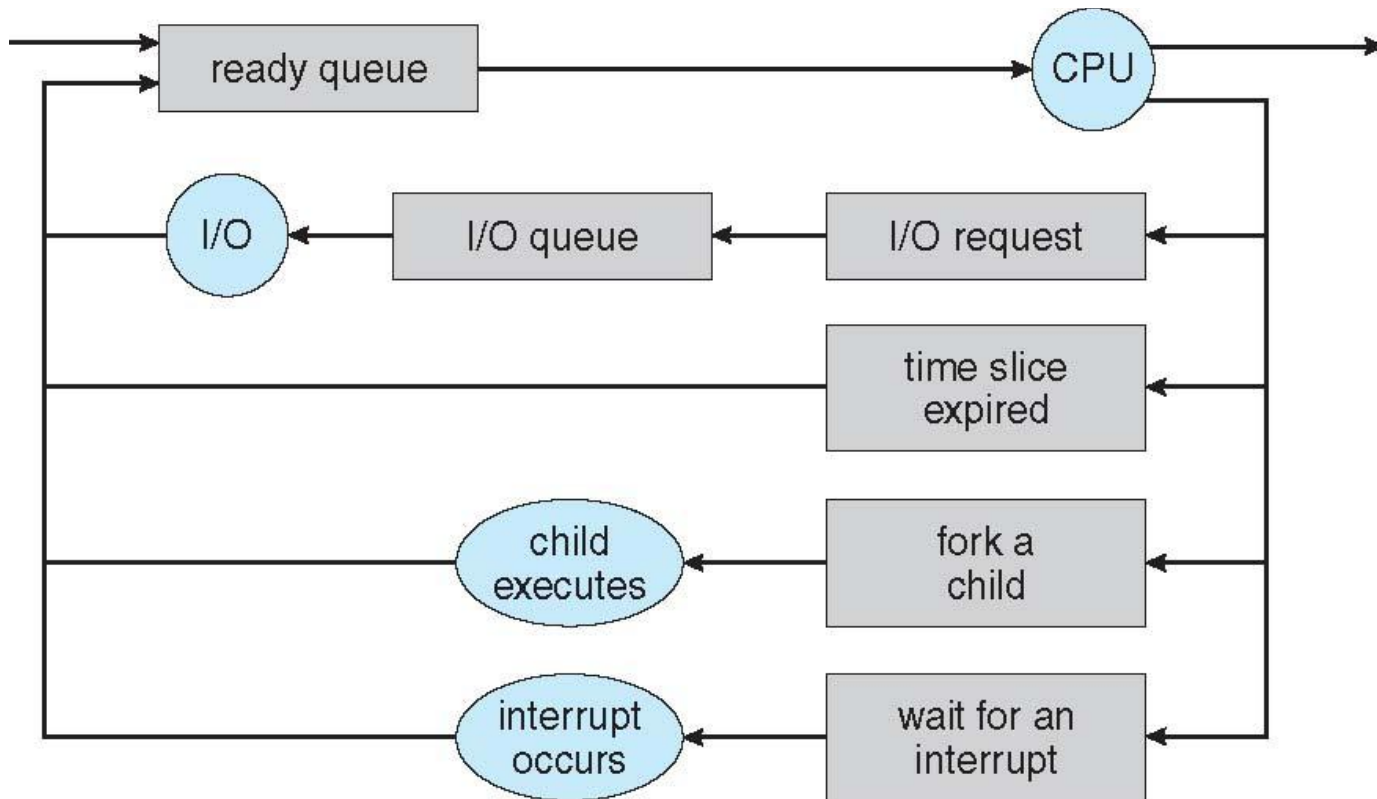 ready queue
CPU
I/O
I/O queue
I/O request
time slice
expired
child
executes
fork a
child
interrupt
occurs
wait for an
interrupt